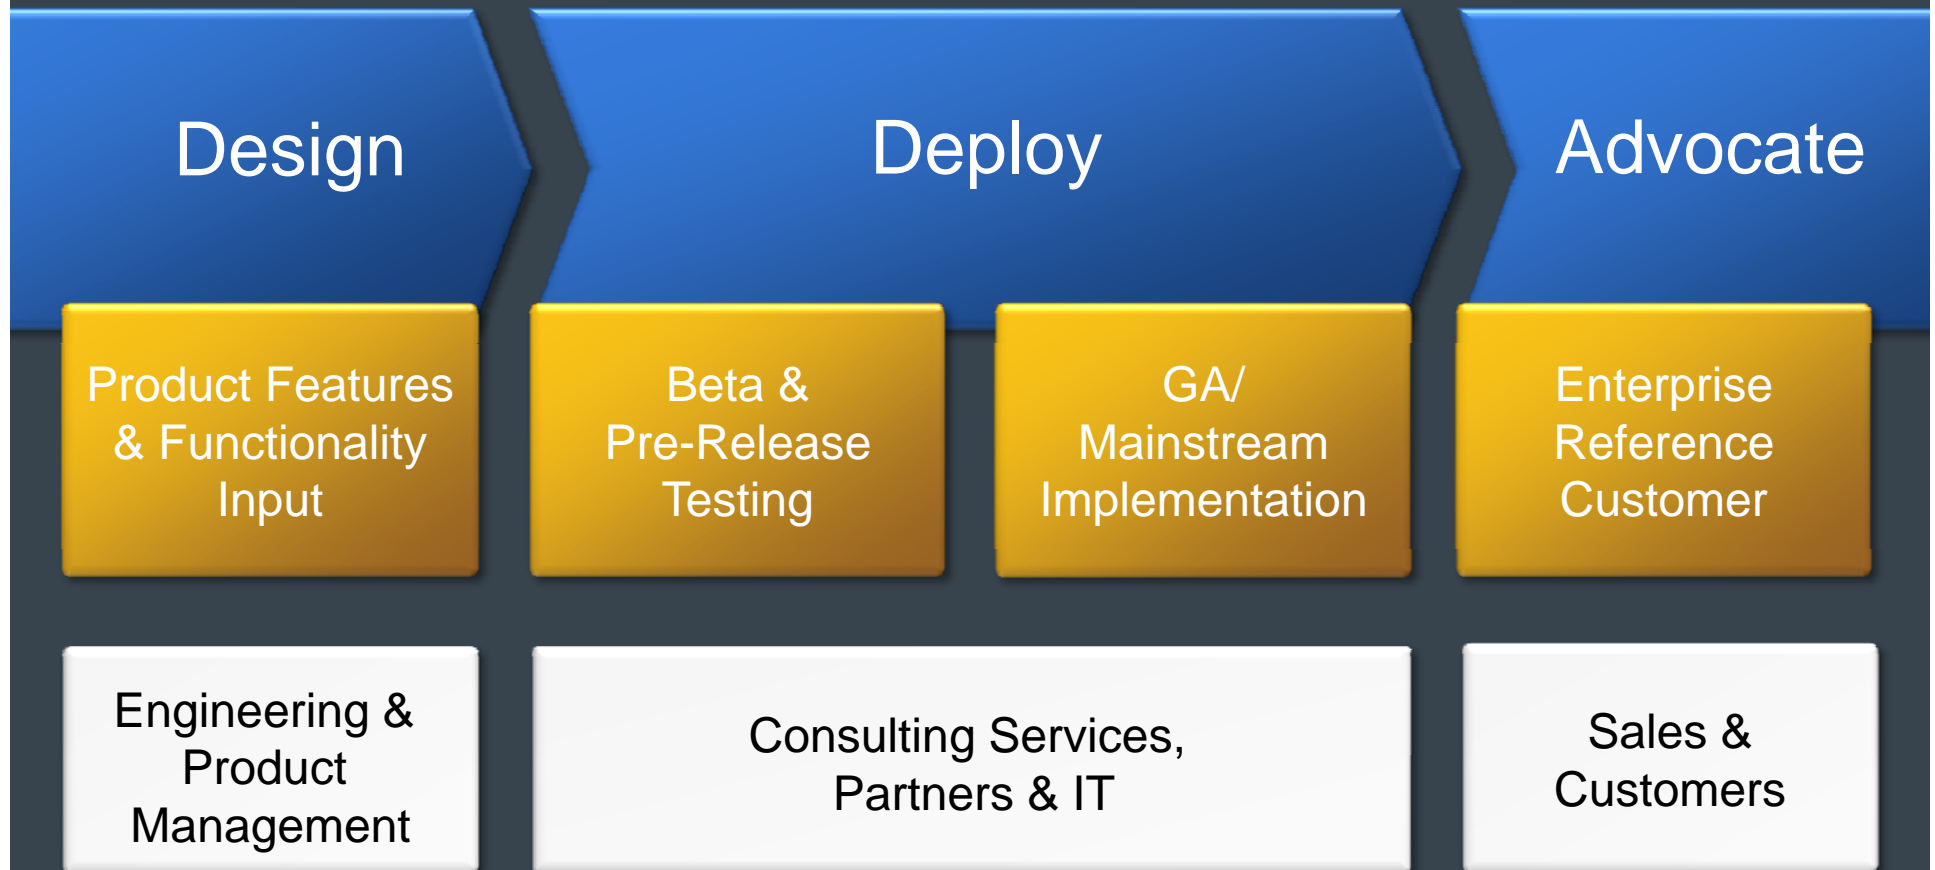 Design
Deploy
Advocate
Product Features
& Functionality
Input
Beta &
Pre-Release
Testing
GA/
Mainstream
Implementation
Enterprise
Reference
Customer
Engineering &
Product
Management
Consulting Services,
Partners & IT
Sales &
Customers